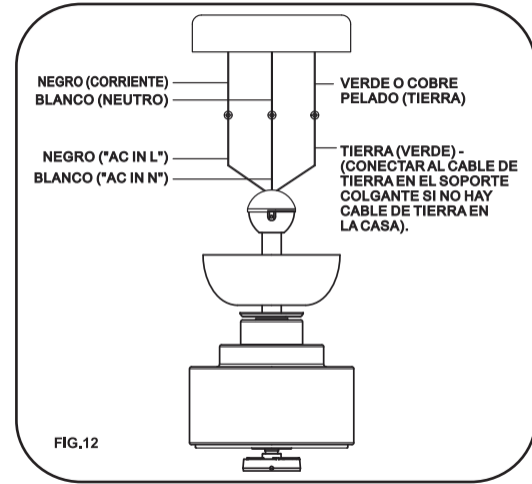 NEGRO (CORRIENTE)
BLANCO (NEUTRO)
VERDE O COBRE
PELADO (TIERRA)
NEGRO ("AC IN L")
BLANCO ("AC IN N")
TIERRA (VERDE) -
(CONECTAR AL CABLE DE
TIERRA EN EL SOPORTE
COLGANTE SI NO HAY
CABLE DE TIERRA EN
LA CASA).
FIG.12